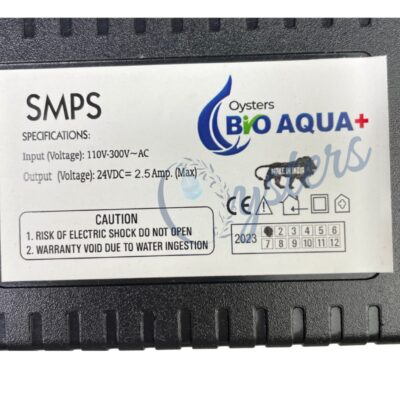 SMPS
SPECIFICATIONS:
Input (Voltage): 110V-300V~AC
Output (Voltage): 24VDC= 2.5Amp. (Max)
Oysters
BiO AQUA+
MAKE IN INDIA
Oysters
CE
CAUTION
1. RISK OF ELECTRIC SHOCK DO NOT OPEN
2. WARRANTY VOID DUE TO WATER INGESTION
2023
2 3 4 5 6
7 8 9 10 11 12